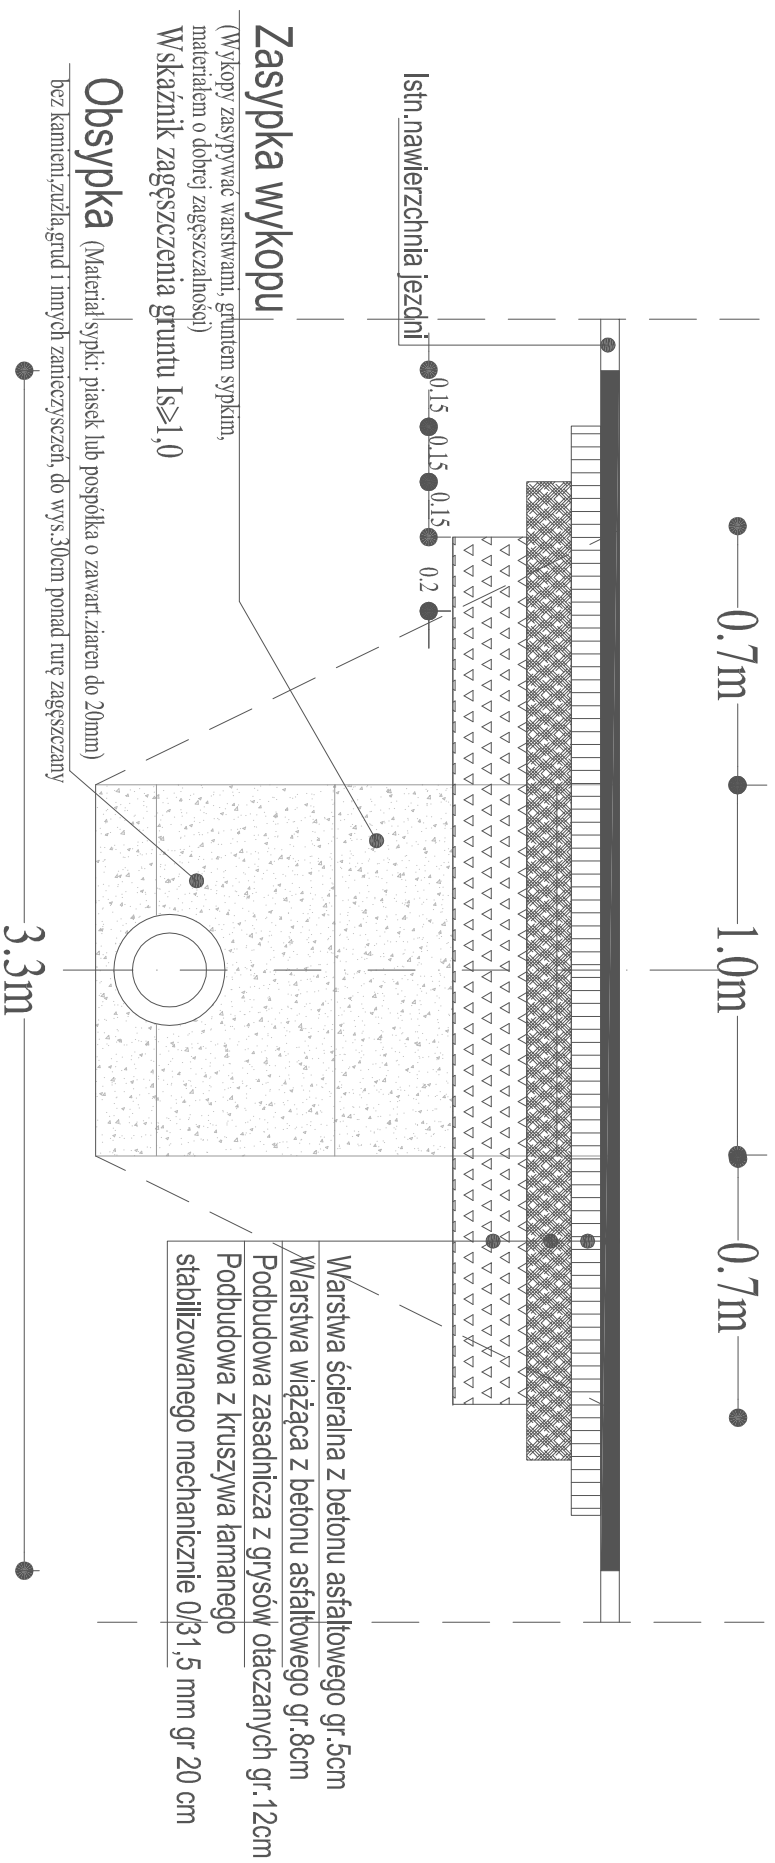 0.7m
1.0m
0.7m
Istn.nawierzchnia jezdni
0.15
0.15
0.15
0.2
Zasypka wykopu
(Wykopy zasypywać warstwami, gruntem sypkim,
materiałem o dobrej zagęszczalności)
Wskaźnik zagęszczenia gruntu Is≥1,0
Obsypka (Materiał sypki: piasek lub pospółka o zawart.ziaren do 20mm)
bez kamieni,zużla,grud i innych zanieczyszceń, do wys.30cm ponad rurę zagęszczany
Warstwa ścieralna z betonu asfaltowego gr.5cm
Warstwa wiążąca z betonu asfaltowego gr.8cm
Podbudowa zasadnicza z grysów otaczanych gr.12cm
Podbudowa z kruszywa łamanego
stabilizowanego mechanicznie 0/31,5 mm gr 20 cm
3.3m